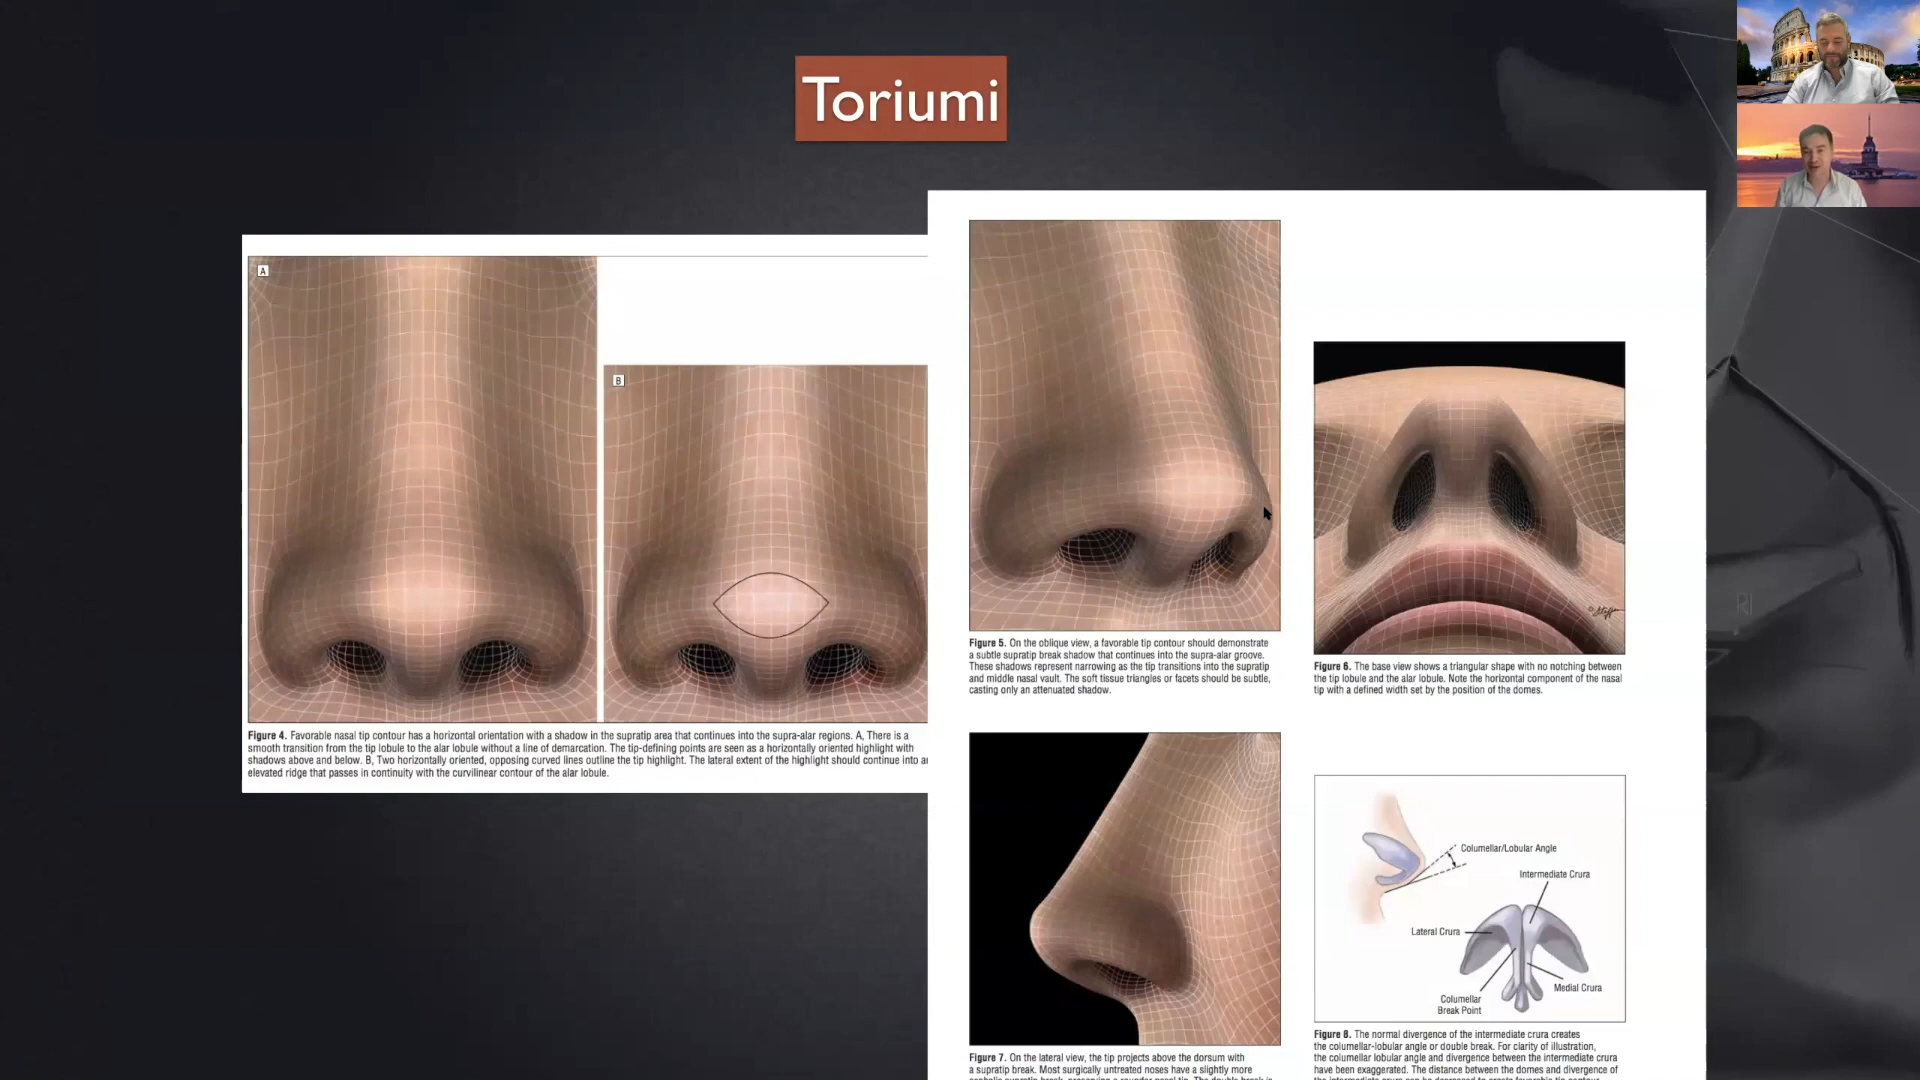 Toriumi
A
B
Figure 4. Favorable nasal tip contour has a horizontal orientation with a shadow in the supratip area that continues into the supra-alar regions. A, There is a
smooth transition from the tip lobule to the alar lobule without a line of demarcation. The tip-defining points are seen as a horizontally oriented highlight with
shadows above and below. B, Two horizontally oriented, opposing curved lines outline the tip highlight. The lateral extent of the highlight should continue into
elevated ridge that passes in continuity with the curvilinear contour of the alar lobule.
Figure 5. On the oblique view, a favorable tip contour should demonstrate
a subtle supratip break shadow that continues into the supra-alar groove.
These shadows represent narrowing as the tip transitions into the supratip
and middle nasal vault. The soft tissue triangles or facets should be subtle,
casting only an attenuated shadow.
Figure 6. The base view shows a triangular shape with no notching between
the tip lobule and the alar lobule. Note the horizontal component of the nasal
tip with a defined width set by the position of the domes.
Columellar/Lobular Angle
Intermediate Crura
Lateral Crura
Medial Crura
Columellar
Break Point
Figure 7. On the lateral view, the tip projects above the dorsum with
a supratip break. Most surgically untreated noses have a slightly more
Figure 8. The normal divergence of the intermediate crura creates
the columellar-lobular angle or double break. For clarity of illustration,
the columellar lobular angle and divergence between the intermediate crura
have been exaggerated. The distance between the domes and divergence of